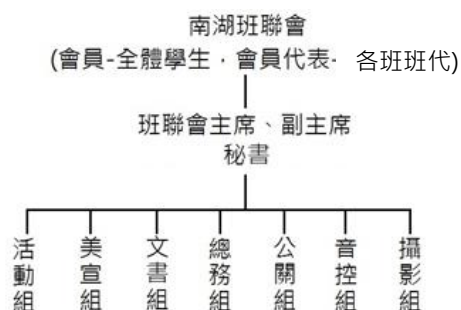 南湖班聯會
(會員-全體學生，會員代表- 各班班代)
班聯會主席、副主席
秘書
活動組
美宣組
文書組
總務組
公關組
音控組
攝影組